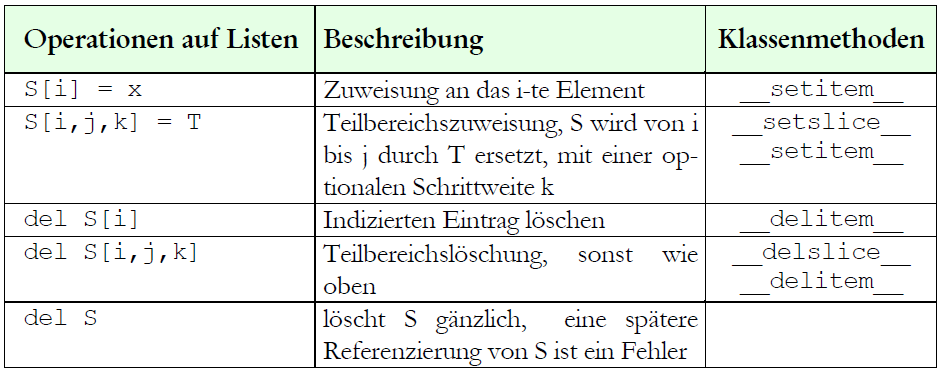 Operationen auf Listen Beschreibung Klassenmethoden
S[i] = x Zuweisung an das i-te Element __setitem__
S[i,j,k] = T Teilbereichszuweisung, S wird von i __setslice__
bis j durch T ersetzt, mit einer op- __setitem__
tionalen Schrittweite k
del S[i] Indizierten Eintrag löschen __delitem__
del S[i,j,k] Teilbereichslöschung, sonst wie __delslice__
oben __delitem__
del S löscht S gänzlich, eine spätere
Referenzierung von S ist ein Fehler